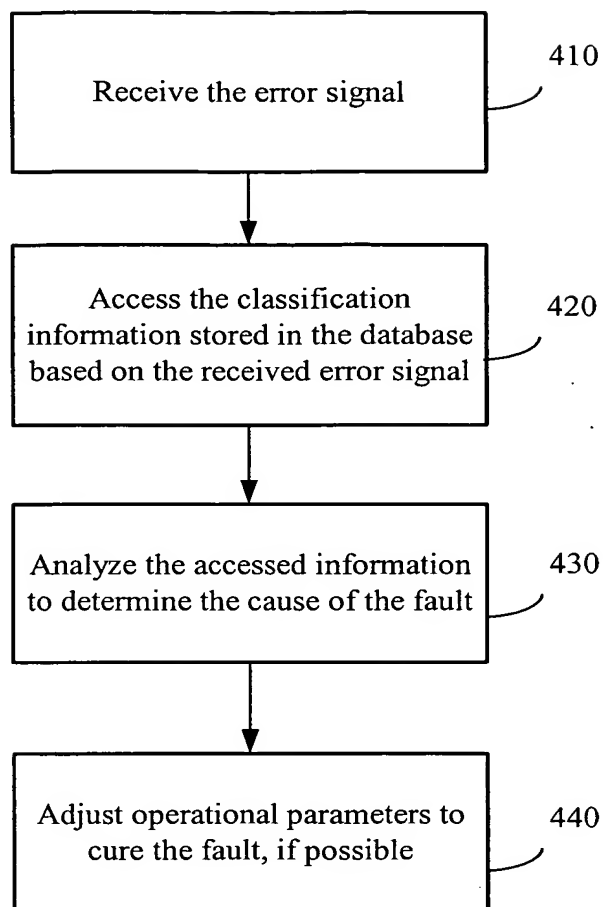 Receive the error signal
410
Access the classification
information stored in the database
based on the received error signal
420
Analyze the accessed information
to determine the cause of the fault
430
Adjust operational parameters to
cure the fault, if possible
440